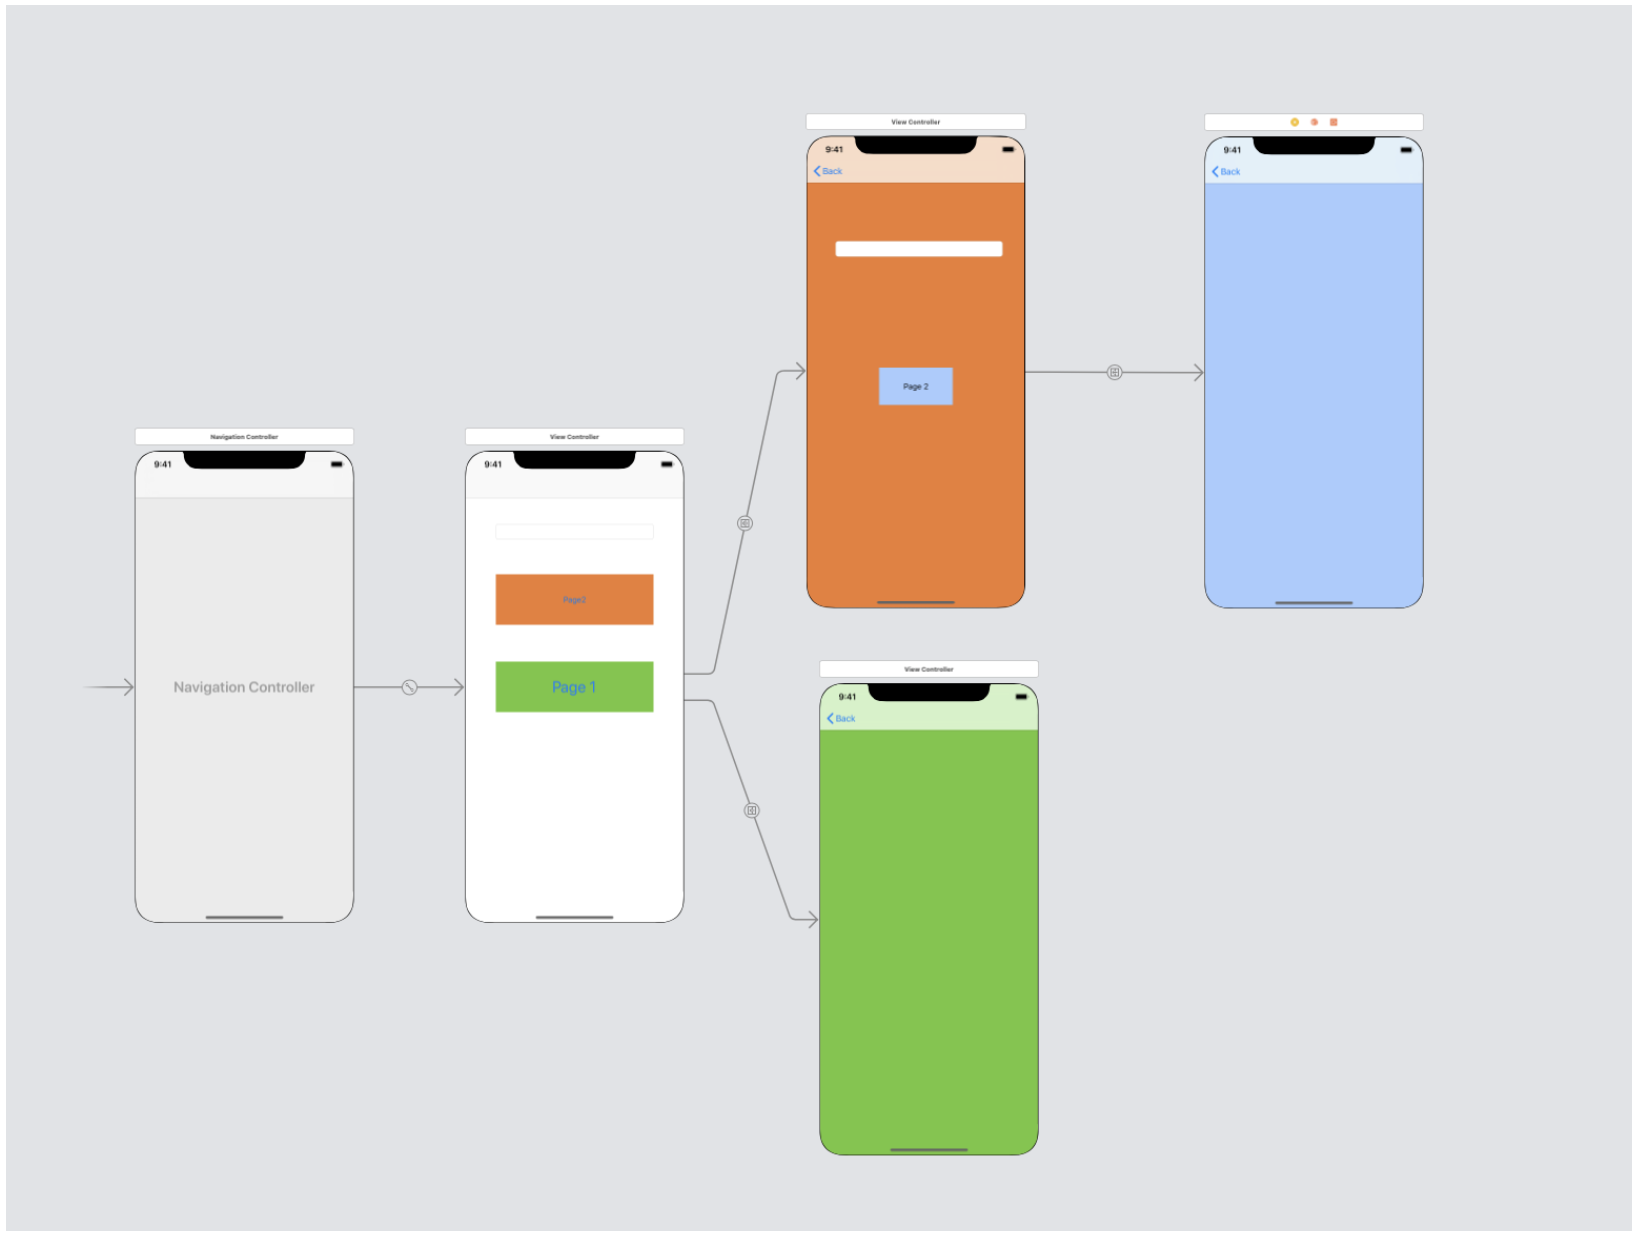 Navigation Controller
9:41
Navigation Controller
View Controller
9:41
Page2
Page 1
View Controller
9:41
Back
Page 2
9:41
Back
View Controller
9:41
Back